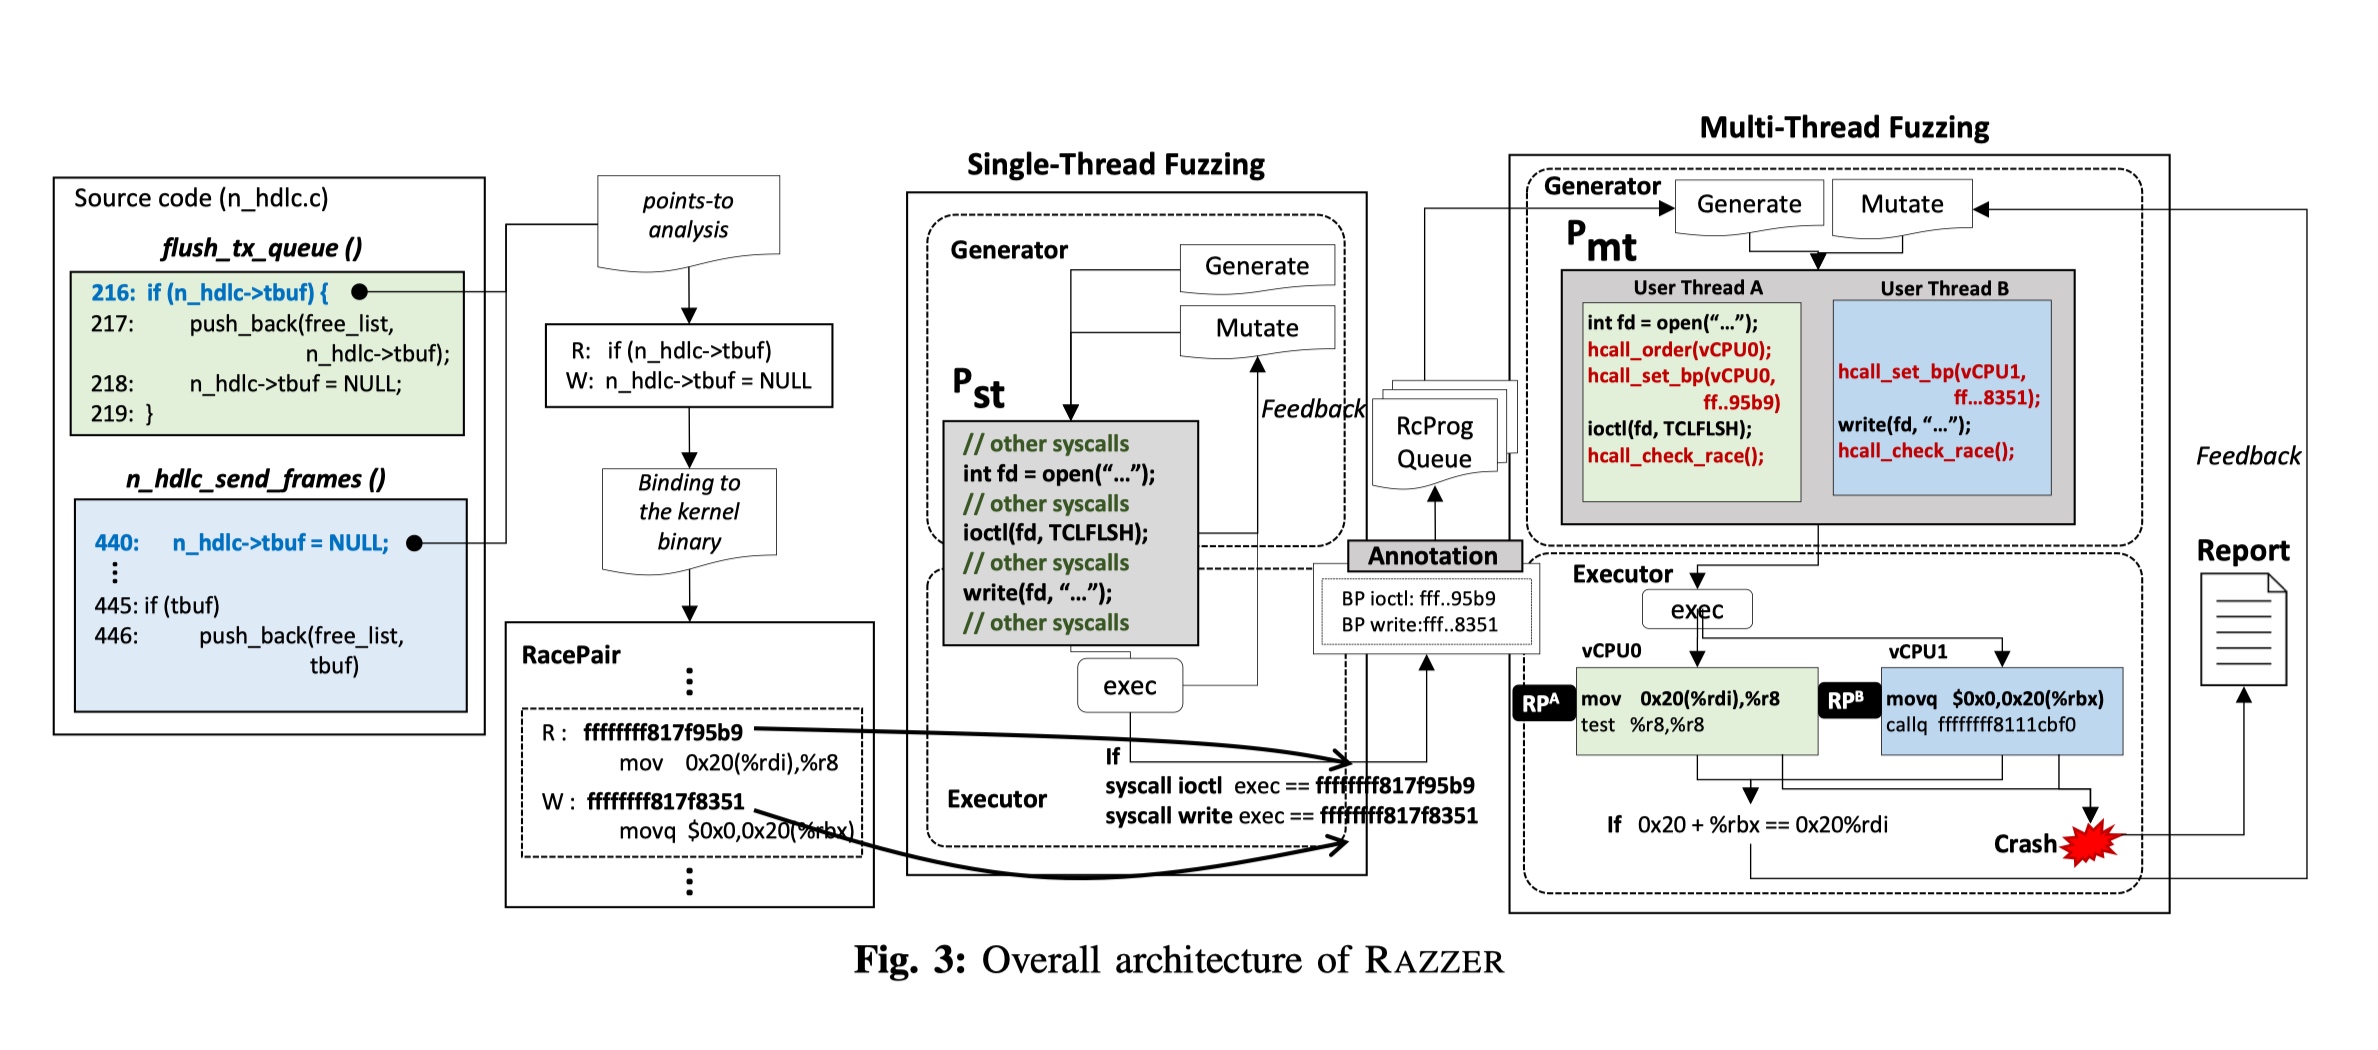 Source code (n_hdlc.c)
flush_tx_queue ()
216: if (n_hdlc->tbuf) {
217: push_back(free_list,
n_hdlc->tbuf);
218: n_hdlc->tbuf = NULL;
219: }
n_hdlc_send_frames ()
440: n_hdlc->tbuf = NULL;
⋮
445: if (tbuf)
446: push_back(free_list,
tbuf)
points-to
analysis
R: if (n_hdlc->tbuf)
W: n_hdlc->tbuf = NULL
Binding to
the kernel
binary
RacePair
⋮
R : ffffffff817f95b9
mov 0x20(%rdi),%r8
W : ffffffff817f8351
movq $0x0,0x20(%rbx)
⋮
Single-Thread Fuzzing
Generator
Generate
Mutate
Pst
Feedback
// other syscalls
int fd = open(“…”);
// other syscalls
ioctl(fd, TCLFLSH);
// other syscalls
write(fd, “…”);
// other syscalls
exec
Executor
If
syscall ioctl exec == ffffffff817f95b9
syscall write exec == ffffffff817f8351
RcProg
Queue
Annotation
BP ioctl: fff..95b9
BP write:fff..8351
Multi-Thread Fuzzing
Generator
Generate
Mutate
Pmt
User Thread A
int fd = open(“…”);
hcall_order(vCPU0);
hcall_set_bp(vCPU0,
ff..95b9)
ioctl(fd, TCLFLSH);
hcall_check_race();
User Thread B
hcall_set_bp(vCPU1,
ff…8351);
write(fd, “…”);
hcall_check_race();
Executor
exec
vCPU0
RPA
mov 0x20(%rdi),%r8
test %r8,%r8
vCPU1
RPB
movq $0x0,0x20(%rbx)
callq ffffffff8111cbf0
If 0x20 + %rbx == 0x20%rdi
Crash
Feedback
Report
Fig. 3: Overall architecture of RAZZER